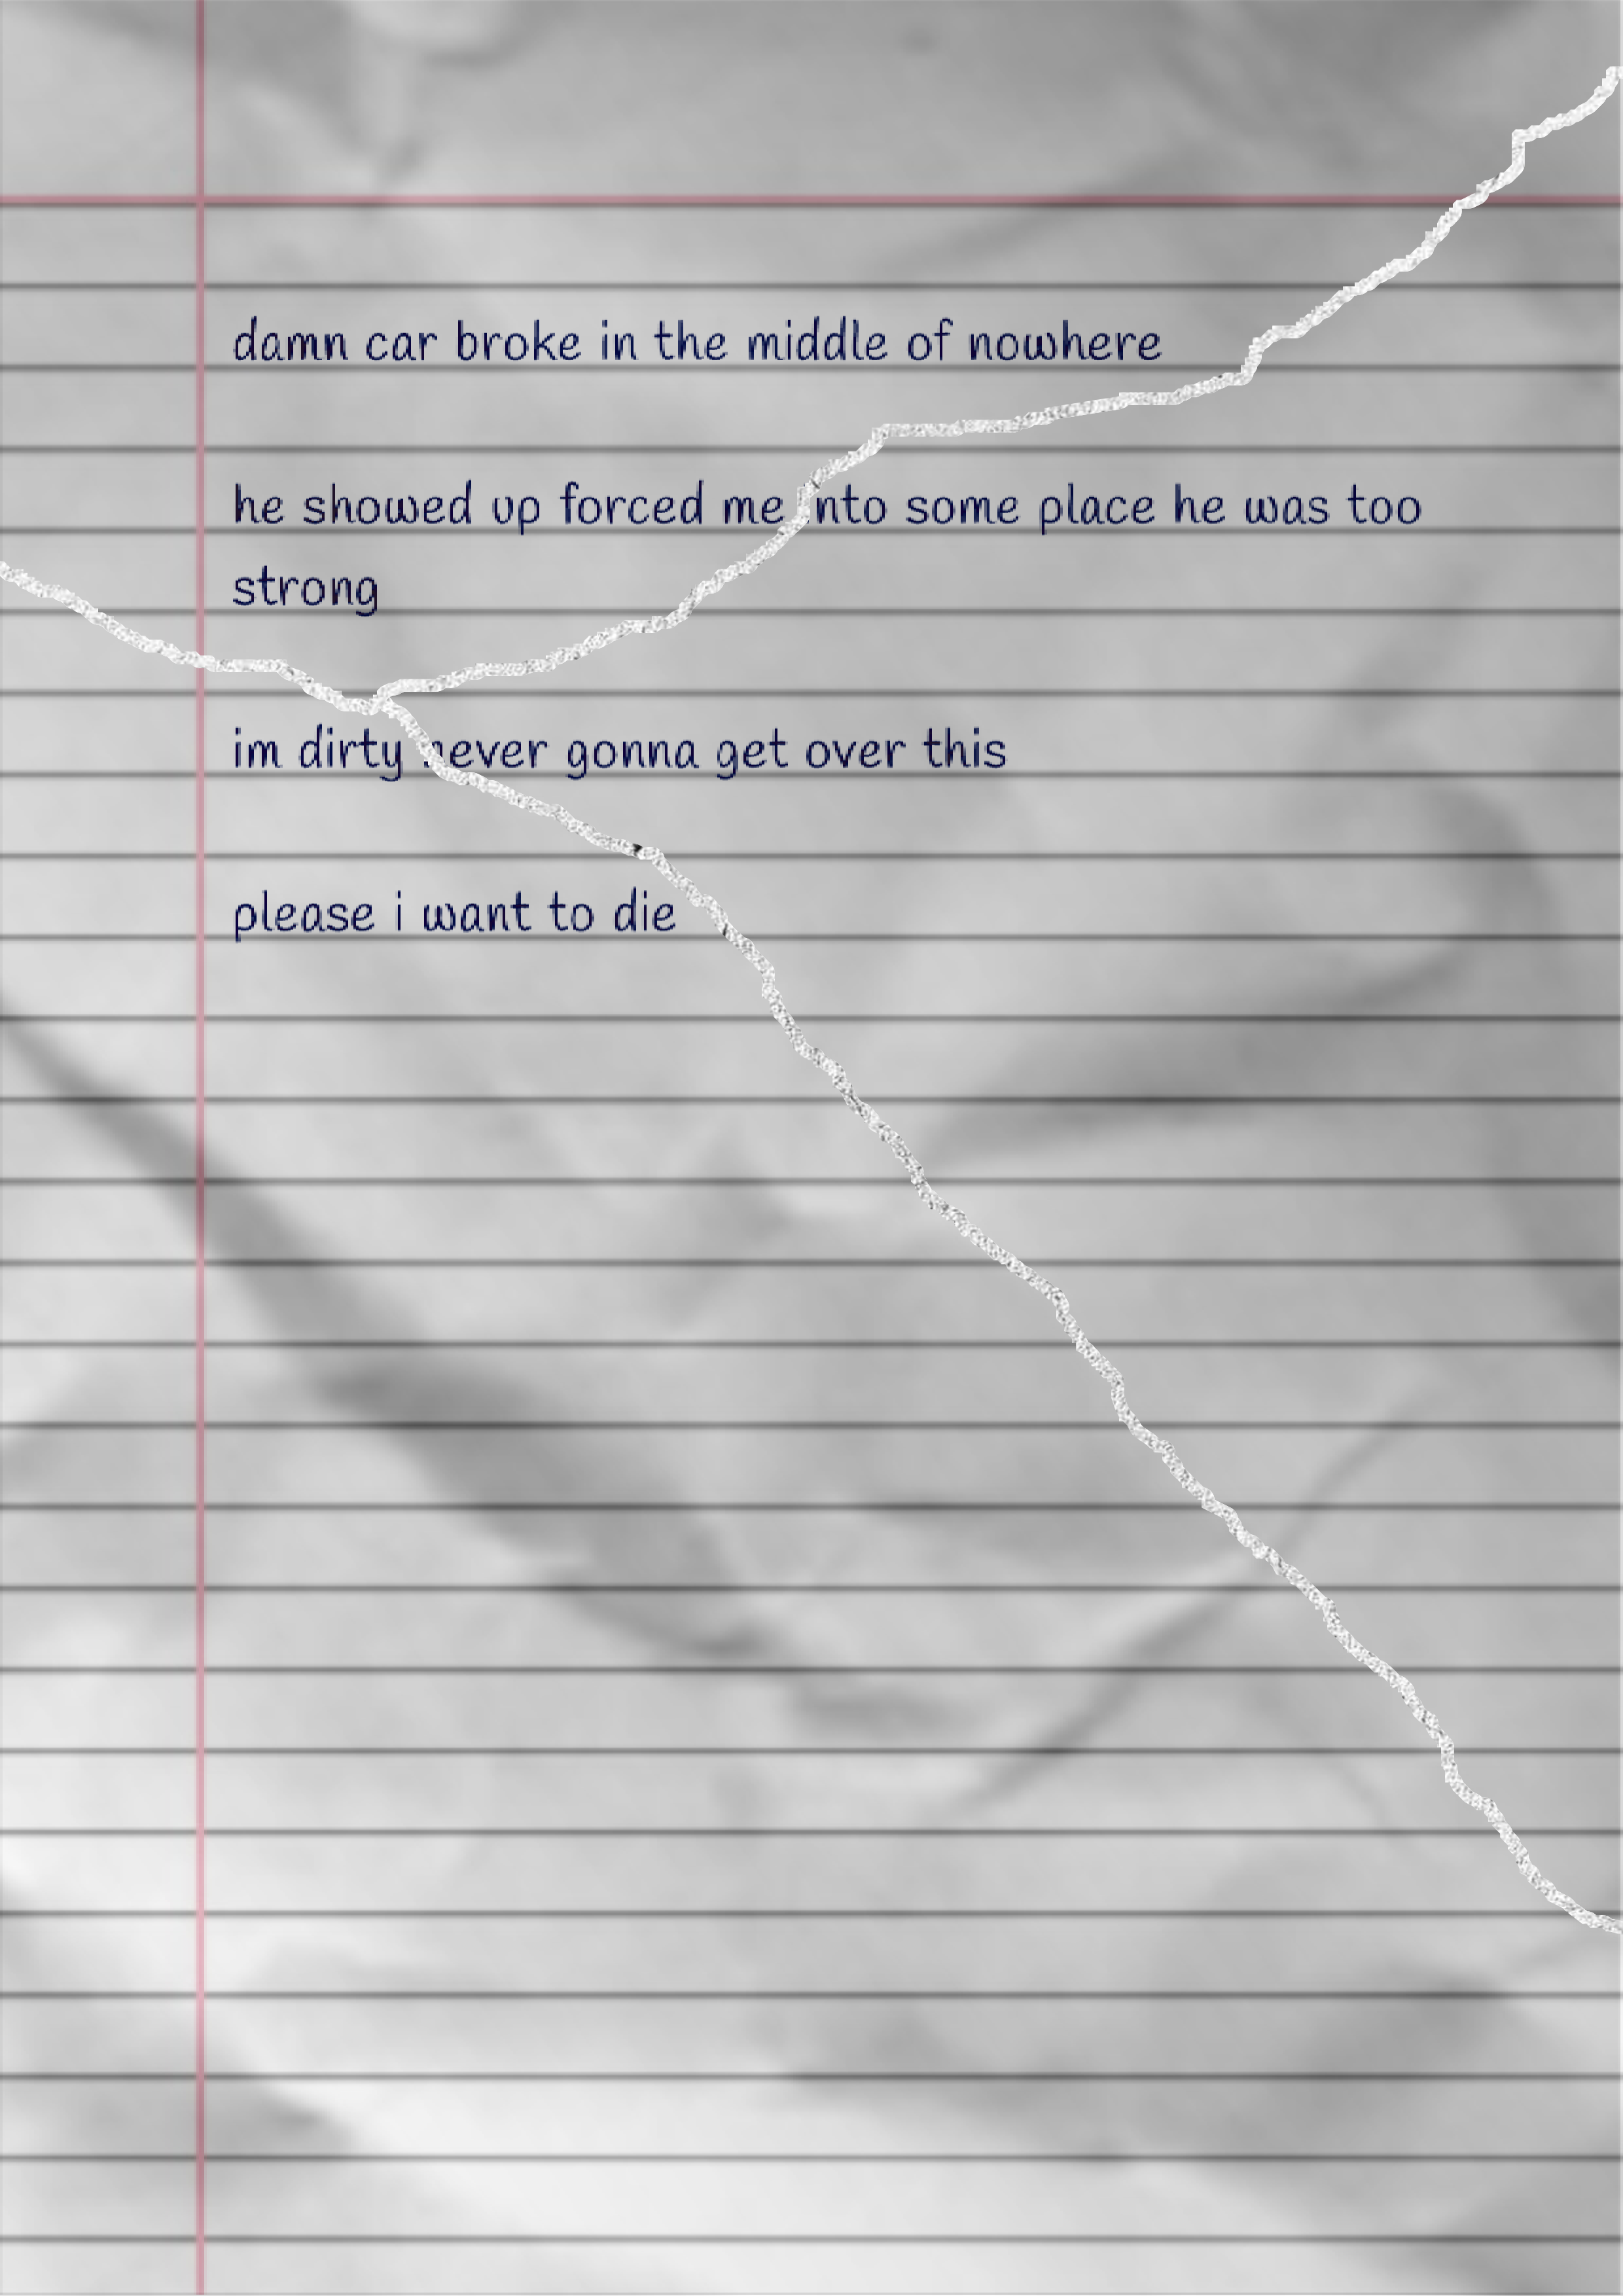 damn car broke in the middle of nowhere
he showed up forced me into some place he was too
strong
im dirty never gonna get over this
please i want to die